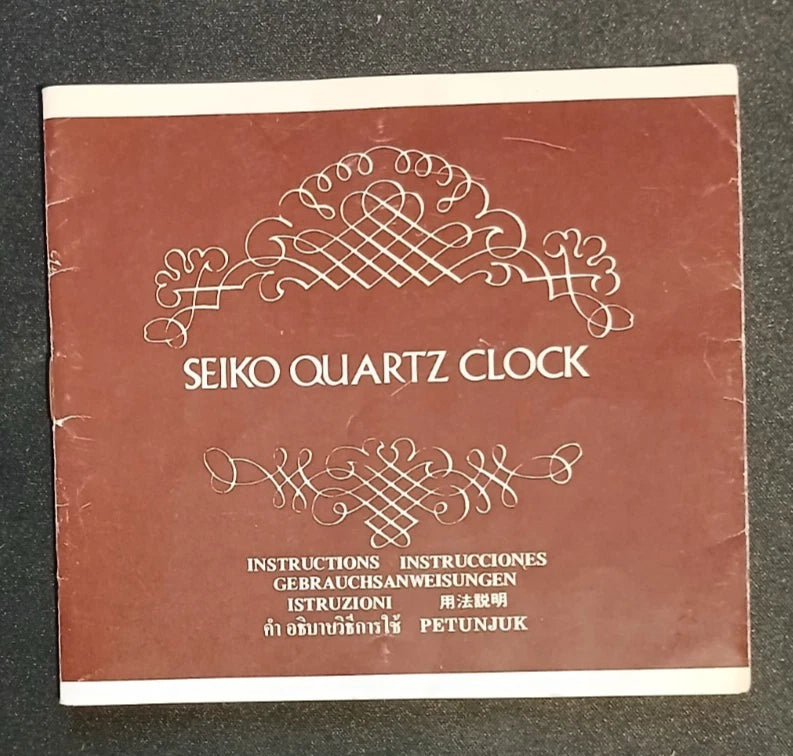 SEIKO QUARTZ CLOCK
INSTRUCTIONS INSTRUCCIONES
GEBRAUCHSANWEISUNGEN
ISTRUZIONI 用法說明
คำ อธิบายวิธีการใช้ PETUNJUK